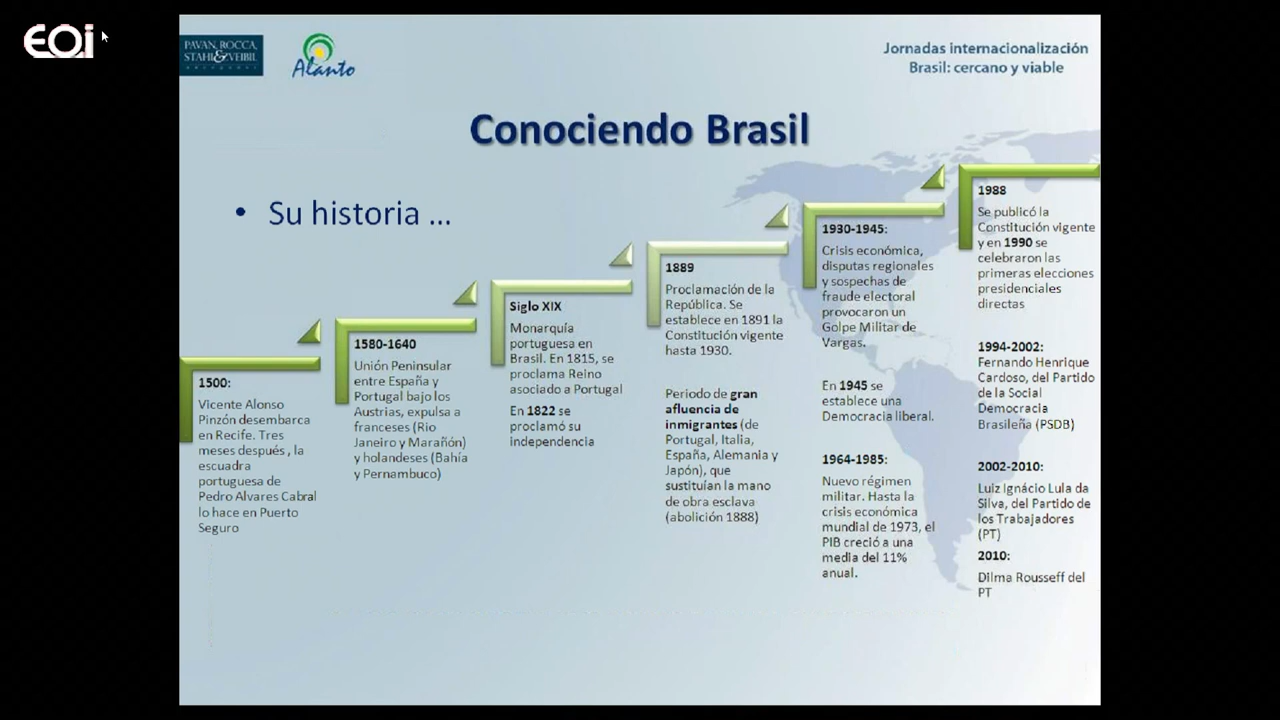 EOi
PAVAN, ROCCA,
STAHL & VEIBIL
Alanto
Jornadas internacionalización
Brasil: cercano y viable
Conociendo Brasil
• Su historia ...
1500:
Vicente Alonso
Pinzón desembarca
en Recife. Tres
meses después , la
escuadra
portuguesa de
Pedro Alvares Cabral
lo hace en Puerto
Seguro
1580-1640
Unión Peninsular
entre España y
Portugal bajo los
Austrias, expulsa a
franceses (Rio
Janeiro y Marañón)
y holandeses (Bahía
y Pernambuco)
Siglo XIX
Monarquía
portuguesa en
Brasil. En 1815, se
proclama Reino
asociado a Portugal
En 1822 se
proclamó su
independencia
1889
Proclamación de la
República. Se
establece en 1891 la
Constitución vigente
hasta 1930.
Periodo de gran
afluencia de
inmigrantes (de
Portugal, Italia,
España, Alemania y
Japón), que
sustituían la mano
de obra esclava
(abolición 1888)
1930-1945:
Crisis económica,
disputas regionales
y sospechas de
fraude electoral
provocaron un
Golpe Militar de
Vargas.
En 1945 se
establece una
Democracia liberal.
1964-1985:
Nuevo régimen
militar. Hasta la
crisis económica
mundial de 1973, el
PIB creció a una
media del 11%
anual.
1988
Se publicó la
Constitución vigente
y en 1990 se
celebraron las
primeras elecciones
presidenciales
directas
1994-2002:
Fernando Henrique
Cardoso, del Partido
de la Social
Democracia
Brasileña (PSDB)
2002-2010:
Luiz Ignácio Lula da
Silva, del Partido de
los Trabajadores
(PT)
2010:
Dilma Rousseff del
PT